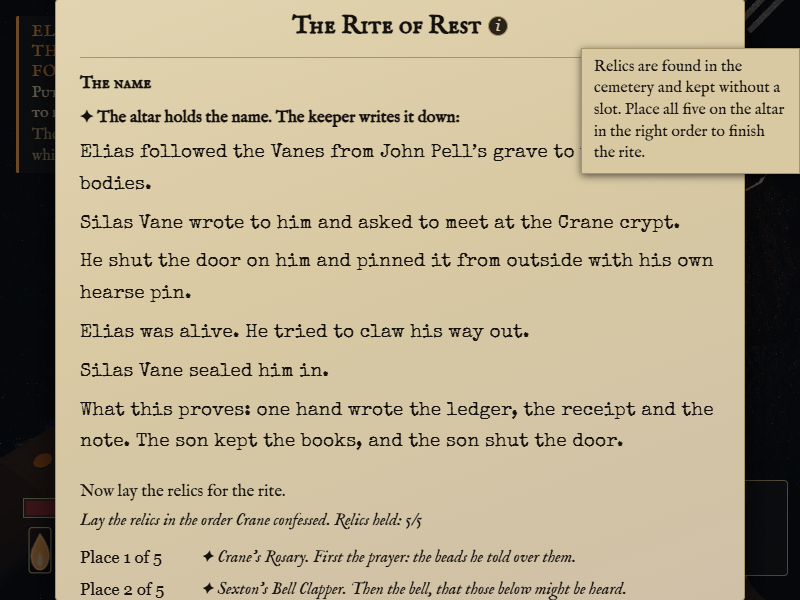 The Rite of Rest i
Relics are found in the
cemetery and kept without a
slot. Place all five on the altar
in the right order to finish
the rite.
The name
✦ The altar holds the name. The keeper writes it down:
Elias followed the Vanes from John Pell's grave to
bodies.
Silas Vane wrote to him and asked to meet at the Crane crypt.
He shut the door on him and pinned it from outside with his own
hearse pin.
Elias was alive. He tried to claw his way out.
Silas Vane sealed him in.
What this proves: one hand wrote the ledger, the receipt and the
note. The son kept the books, and the son shut the door.
Now lay the relics for the rite.
Lay the relics in the order Crane confessed. Relics held: 5/5
Place 1 of 5 ✦ Crane's Rosary. First the prayer: the beads he told over them.
Place 2 of 5 ✦ Sexton's Bell Clapper. Then the bell, that those below might be heard.